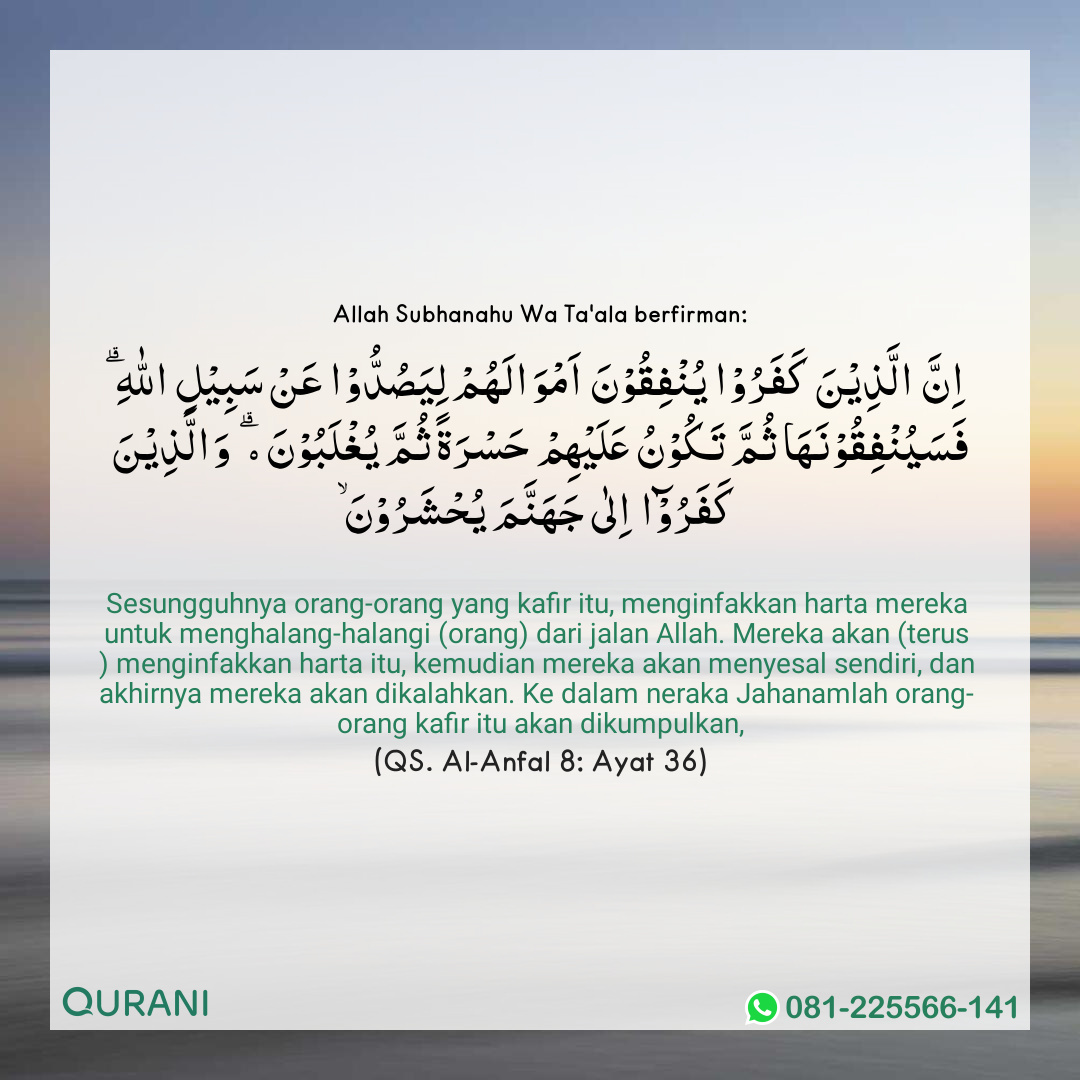 Allah Subhanahu Wa Ta'ala berfirman:
اِنَّ الَّذِيْنَ كَفَرُوْا يُنْفِقُوْنَ اَمْوَالَهُمْ لِيَصُدُّوْا عَنْ سَبِيْلِ اللّٰهِ ۗ
فَسَيُنْفِقُوْنَهَا ثُمَّ تَكُوْنُ عَلَيْهِمْ حَسْرَةً ثُمَّ يُغْلَبُوْنَ ەۗ وَالَّذِيْنَ
كَفَرُوْٓا اِلٰى جَهَنَّمَ يُحْشَرُوْنَ ۙ
Sesungguhnya orang-orang yang kafir itu, menginfakkan harta mereka
untuk menghalang-halangi (orang) dari jalan Allah. Mereka akan (terus
) menginfakkan harta itu, kemudian mereka akan menyesal sendiri, dan
akhirnya mereka akan dikalahkan. Ke dalam neraka Jahanamlah orang-
orang kafir itu akan dikumpulkan,
(QS. Al-Anfal 8: Ayat 36)
QURANI
081-225566-141